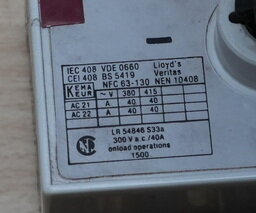 IEC 408 VDE 0660 Lloyd's
CEI 408 BS 5419 Veritas
KEMA KEUR NFC 63-130 NEN 10408
~ V 380 415
AC 21 A 40 40
AC 22 A 40 40
LR 54846 S33a
300 V a.c./40A
onload operations
1500